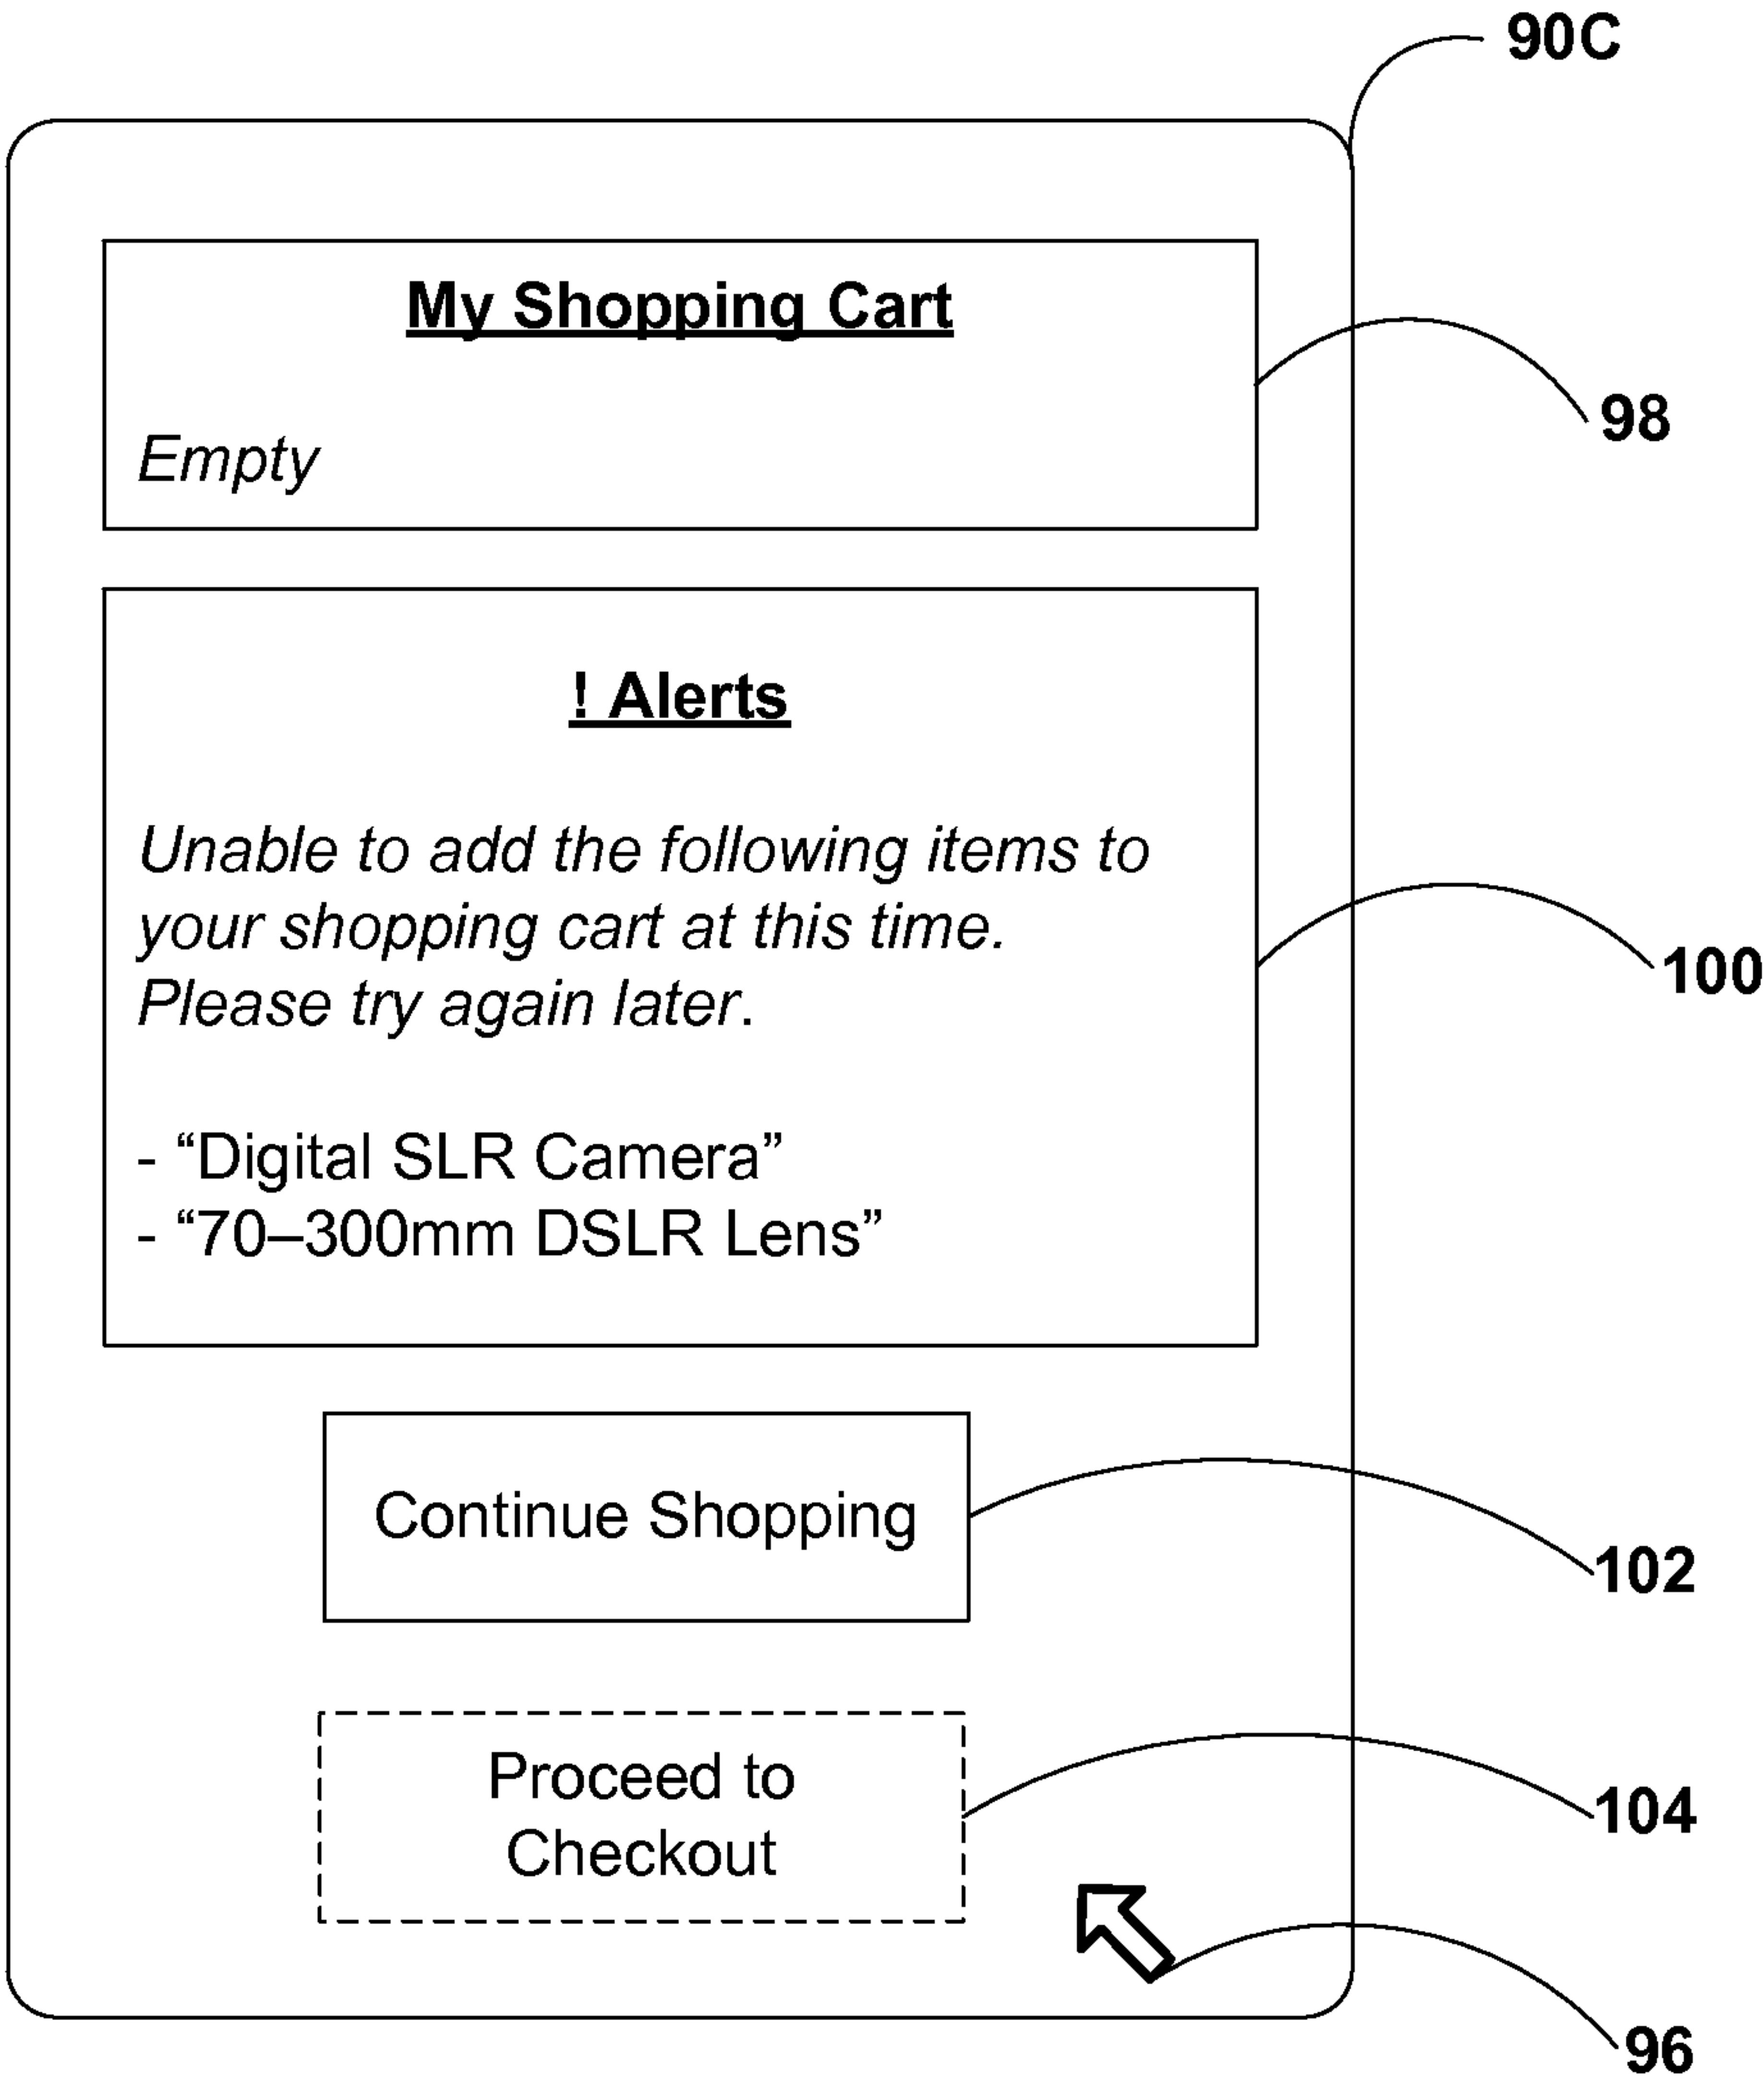 90C
My Shopping Cart
98
Empty
! Alerts
Unable to add the following items to
your shopping cart at this time.
100
Please try again later.
- “Digital SLR Camera”
- “70–300mm DSLR Lens”
Continue Shopping
102
Proceed to
104
Checkout
96